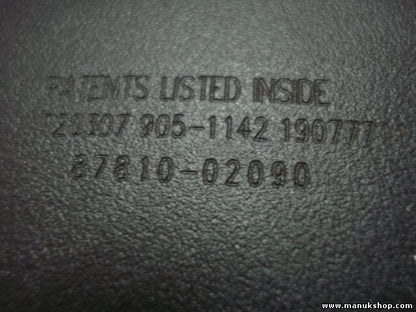 PATENTS LISTED INSIDE
905-1142
87810-02090
www.manukshop.com